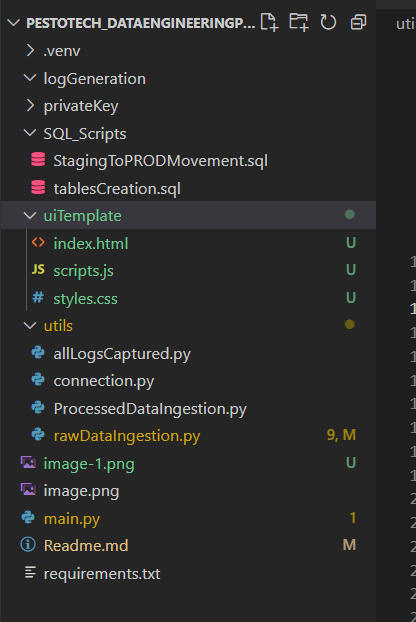 PESTOTECH_DATAENGINEERINGP...
uti
.venv
logGeneration
privateKey
SQL_Scripts
StagingToPRODMovement.sql
tablesCreation.sql
uiTemplate
<> index.html U
JS scripts.js U
# styles.css U
utils
allLogsCaptured.py
connection.py
ProcessedDataIngestion.py
rawDataIngestion.py 9, M
image-1.png U
image.png
main.py 1
Readme.md M
requirements.txt